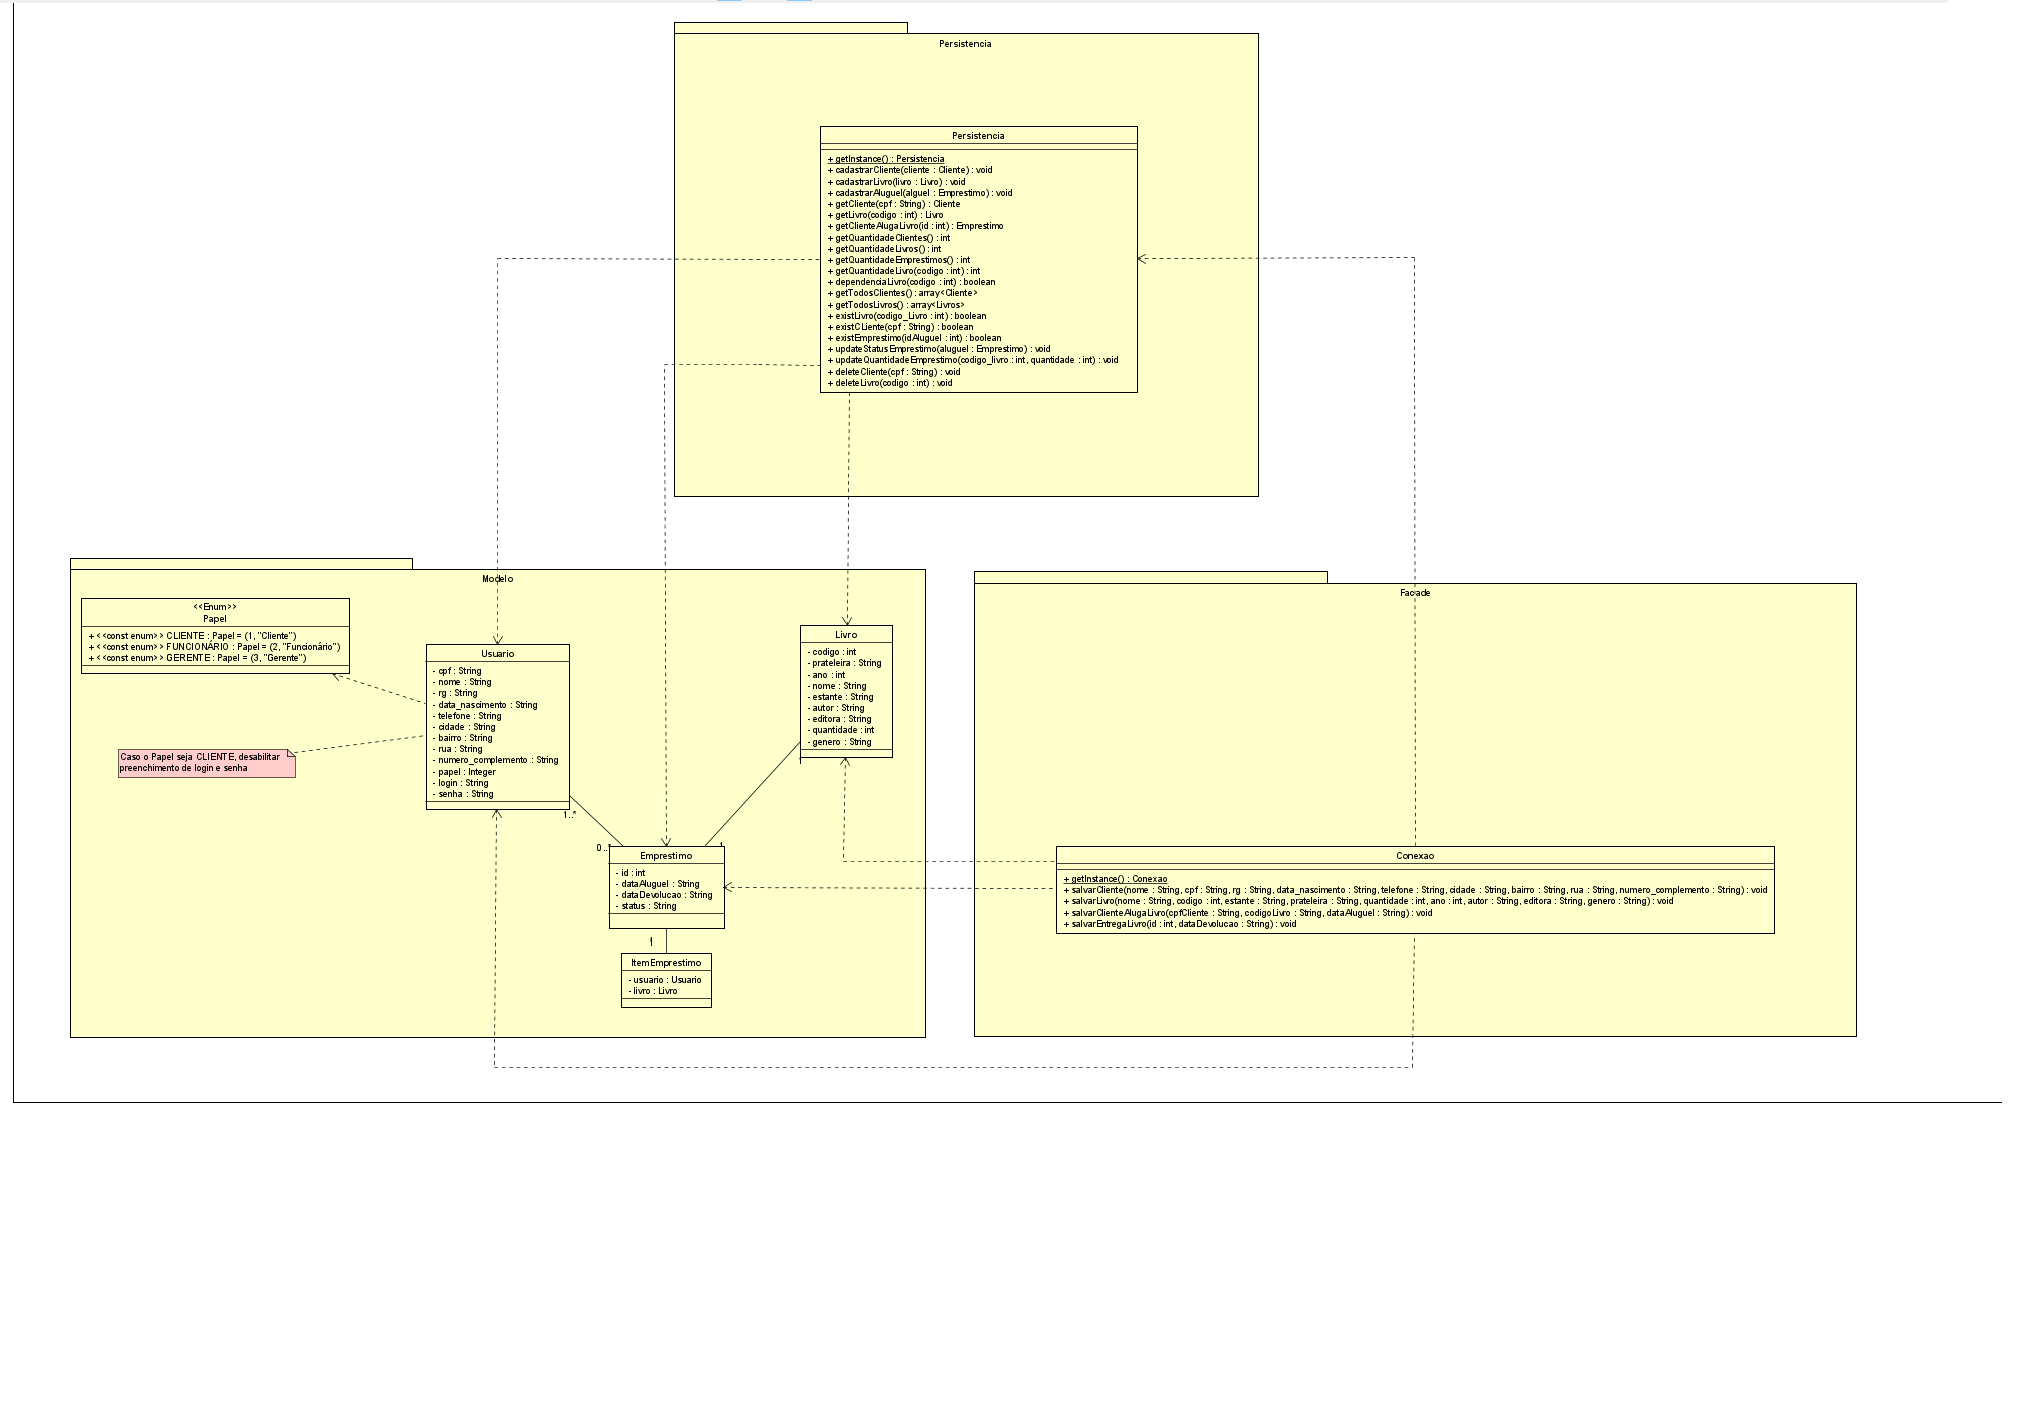 Persistencia
Persistencia
+ getInstance() : Persistencia
+ cadastrarCliente(cliente : Cliente) : void
+ cadastrarLivro(livro : Livro) : void
+ cadastrarAluguel(alguel : Emprestimo) : void
+ getCliente(cpf : String) : Cliente
+ getLivro(codigo : int) : Livro
+ getClienteAlugaLivro(id : int) : Emprestimo
+ getQuantidadeClientes() : int
+ getQuantidadeLivros() : int
+ getQuantidadeEmprestimos() : int
+ getQuantidadeLivro(codigo : int) : int
+ dependenciaLivro(codigo : int) : boolean
+ getTodosClientes() : array<Cliente>
+ getTodosLivros() : array<Livros>
+ existLivro(codigo_Livro : int) : boolean
+ existCLiente(cpf : String) : boolean
+ existEmprestimo(idAluguel : int) : boolean
+ updateStatusEmprestimo(aluguel : Emprestimo) : void
+ updateQuantidadeEmprestimo(codigo_livro : int, quantidade : int) : void
+ deleteCliente(cpf : String) : void
+ deleteLivro(codigo : int) : void
Modelo
<<Enum>>
Papel
+ <<const enum>> CLIENTE : Papel = (1, "Cliente")
+ <<const enum>> FUNCIONÁRIO : Papel = (2, "Funcionário")
+ <<const enum>> GERENTE : Papel = (3, "Gerente")
Caso o Papel seja CLIENTE, desabilitar
preenchimento de login e senha
Usuario
- cpf : String
- nome : String
- rg : String
- data_nascimento : String
- telefone : String
- cidade : String
- bairro : String
- rua : String
- numero_complemento : String
- papel : Integer
- login : String
- senha : String
1..*
Livro
- codigo : int
- prateleira : String
- ano : int
- nome : String
- estante : String
- autor : String
- editora : String
- quantidade : int
- genero : String
0..*
Emprestimo
- id : int
- dataAluguel : String
- dataDevolucao : String
- status : String
1
ItemEmprestimo
- usuario : Usuario
- livro : Livro
Facade
Conexao
+ getInstance() : Conexao
+ salvarCliente(nome : String, cpf : String, rg : String, data_nascimento : String, telefone : String, cidade : String, bairro : String, rua : String, numero_complemento : String) : void
+ salvarLivro(nome : String, codigo : int, estante : String, prateleira : String, quantidade : int, ano : int, autor : String, editora : String, genero : String) : void
+ salvarClienteAlugaLivro(cpfCliente : String, codigoLivro : String, dataAluguel : String) : void
+ salvarEntregaLivro(id : int, dataDevolucao : String) : void